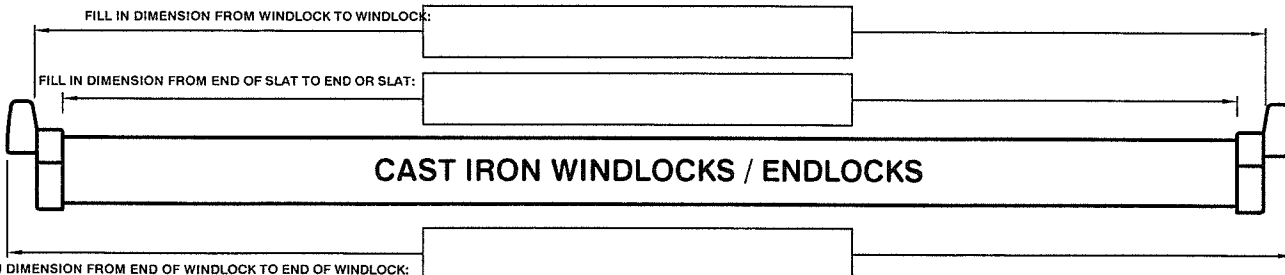 FILL IN DIMENSION FROM WINDLOCK TO WINDLOCK:
FILL IN DIMENSION FROM END OF SLAT TO END OR SLAT:
CAST IRON WINDLOCKS / ENDLOCKS
DIMENSION FROM END OF WINDLOCK TO END OF WINDLOCK: